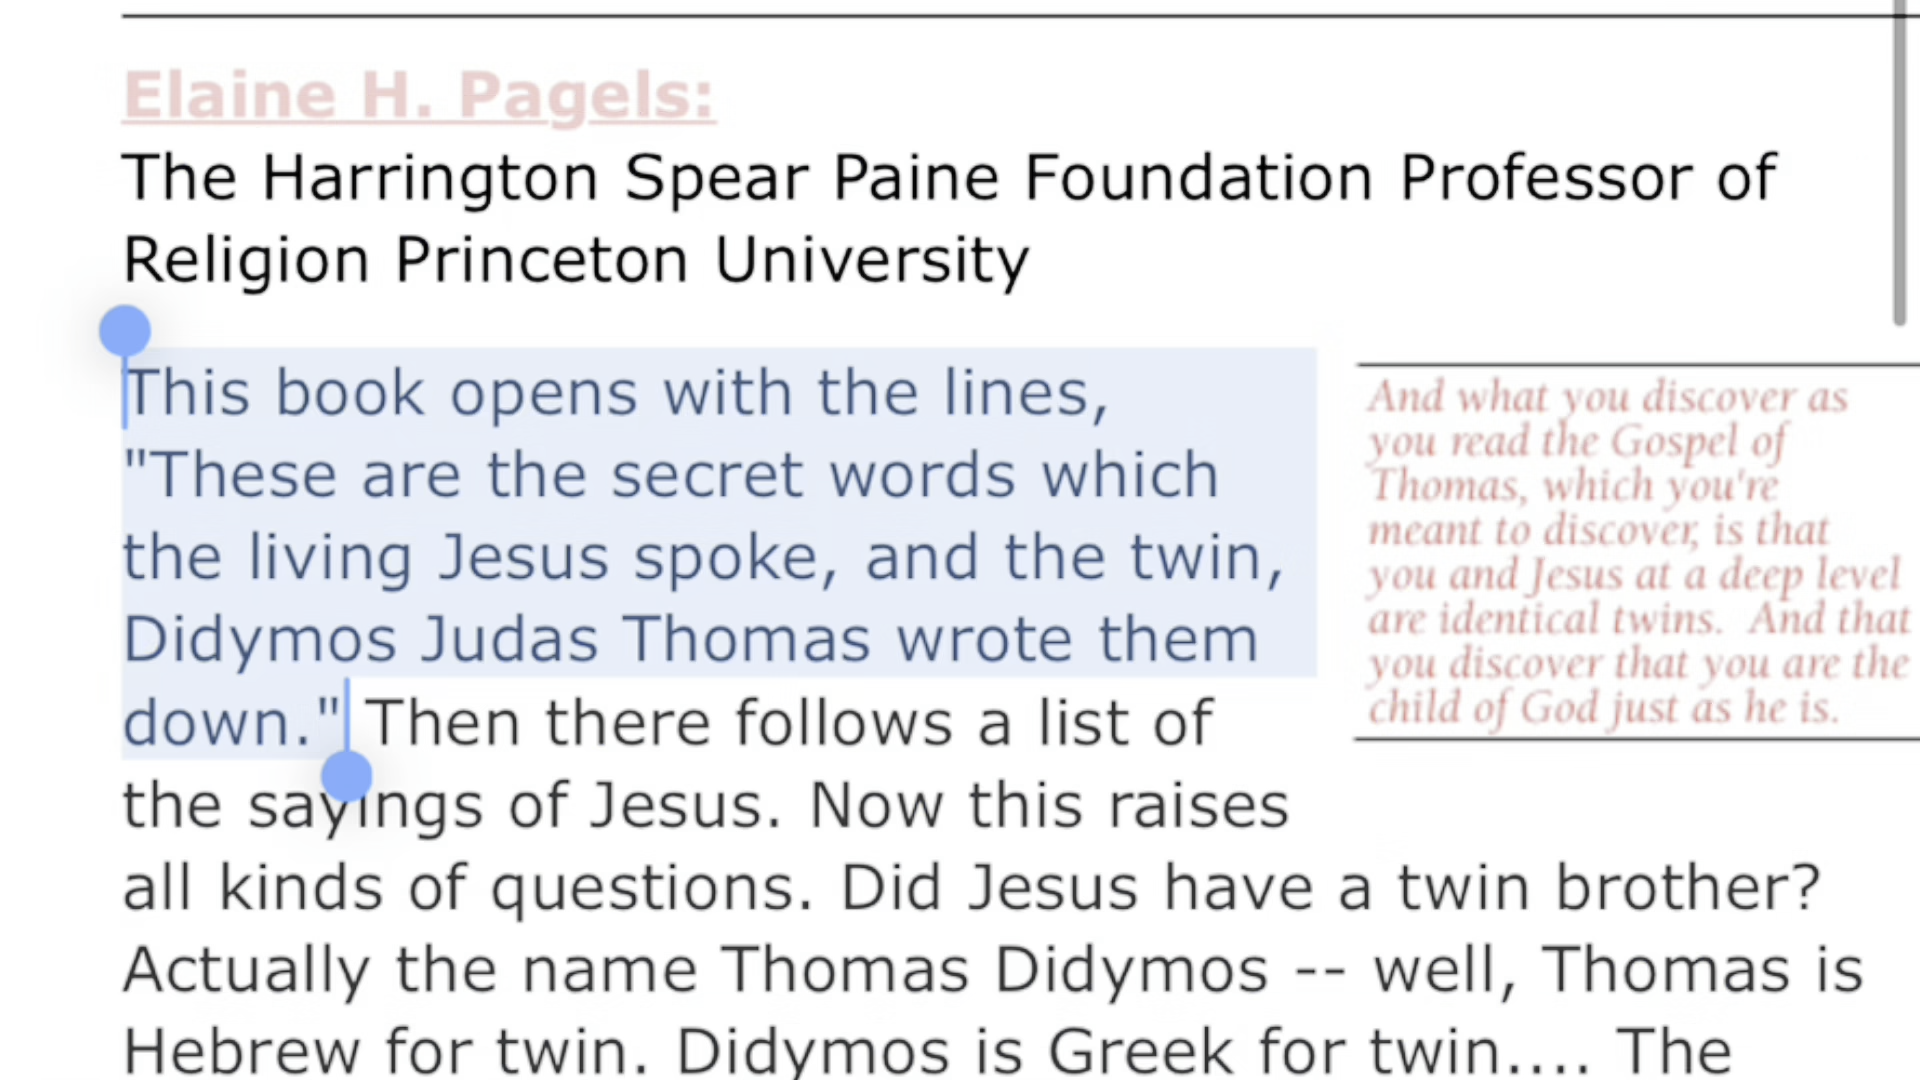 Elaine H. Pagels:
The Harrington Spear Paine Foundation Professor of
Religion Princeton University
This book opens with the lines,
"These are the secret words which
the living Jesus spoke, and the twin,
Didymos Judas Thomas wrote them
down." Then there follows a list of
the sayings of Jesus. Now this raises
all kinds of questions. Did Jesus have a twin brother?
Actually the name Thomas Didymos -- well, Thomas is
Hebrew for twin. Didymos is Greek for twin.... The
And what you discover as
you read the Gospel of
Thomas, which you're
meant to discover, is that
you and Jesus at a deep level
are identical twins. And that
you discover that you are the
child of God just as he is.